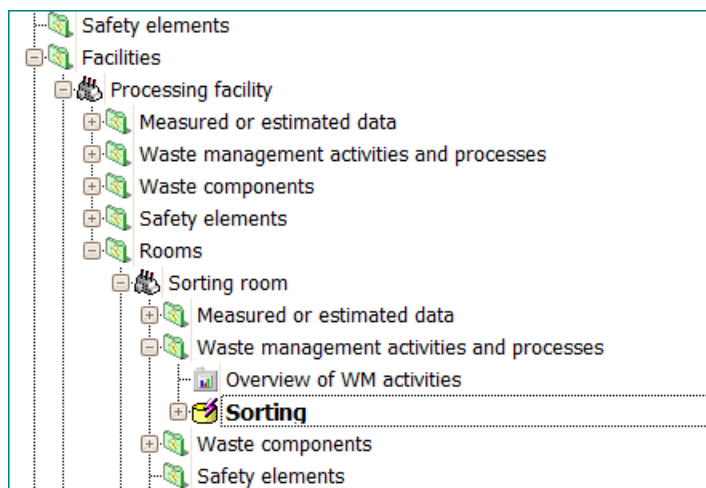 Safety elements
Facilities
Processing facility
Measured or estimated data
Waste management activities and processes
Waste components
Safety elements
Rooms
Sorting room
Measured or estimated data
Waste management activities and processes
Overview of WM activities
Sorting
Waste components
Safety elements